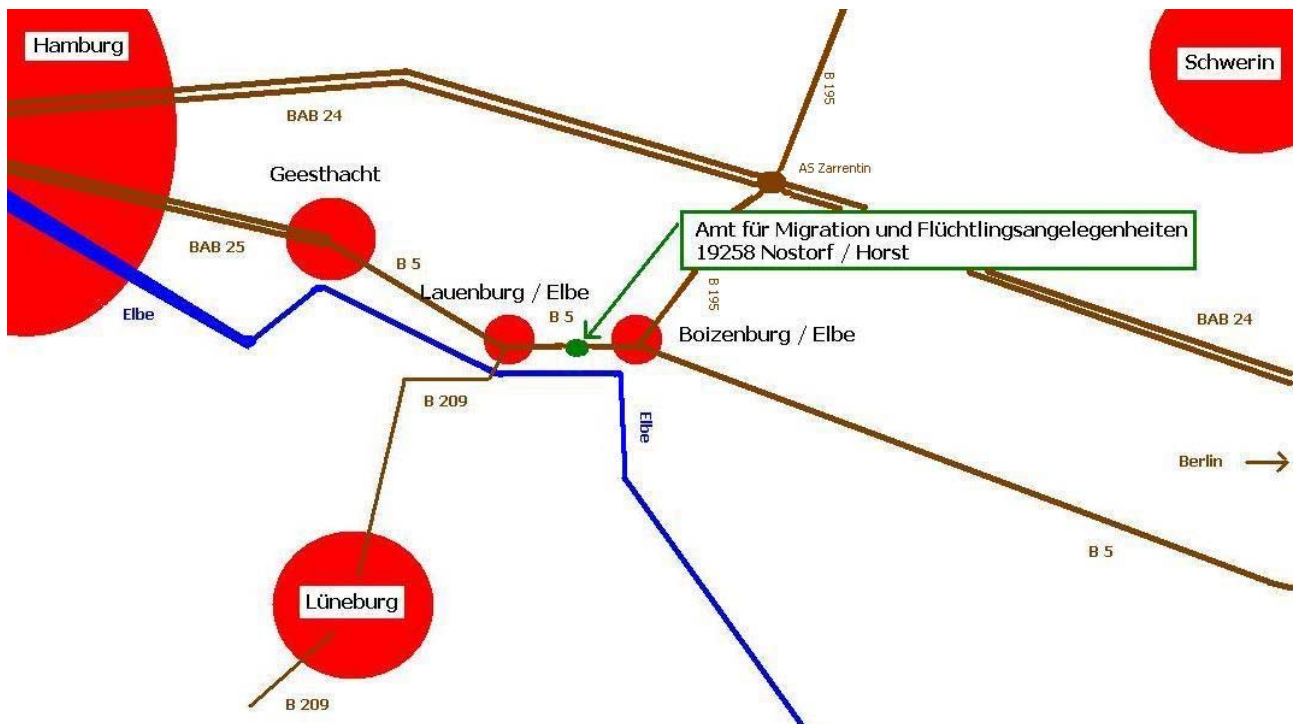 Hamburg
Schwerin
B 195
BAB 24
AS Zarrentin
Geesthacht
Amt für Migration und Flüchtlingsangelegenheiten
19258 Nostorf / Horst
BAB 25
B 5
B 195
Lauenburg / Elbe
Elbe
B 5
BAB 24
Boizenburg / Elbe
B 209
Elbe
Berlin
B 5
Lüneburg
B 209